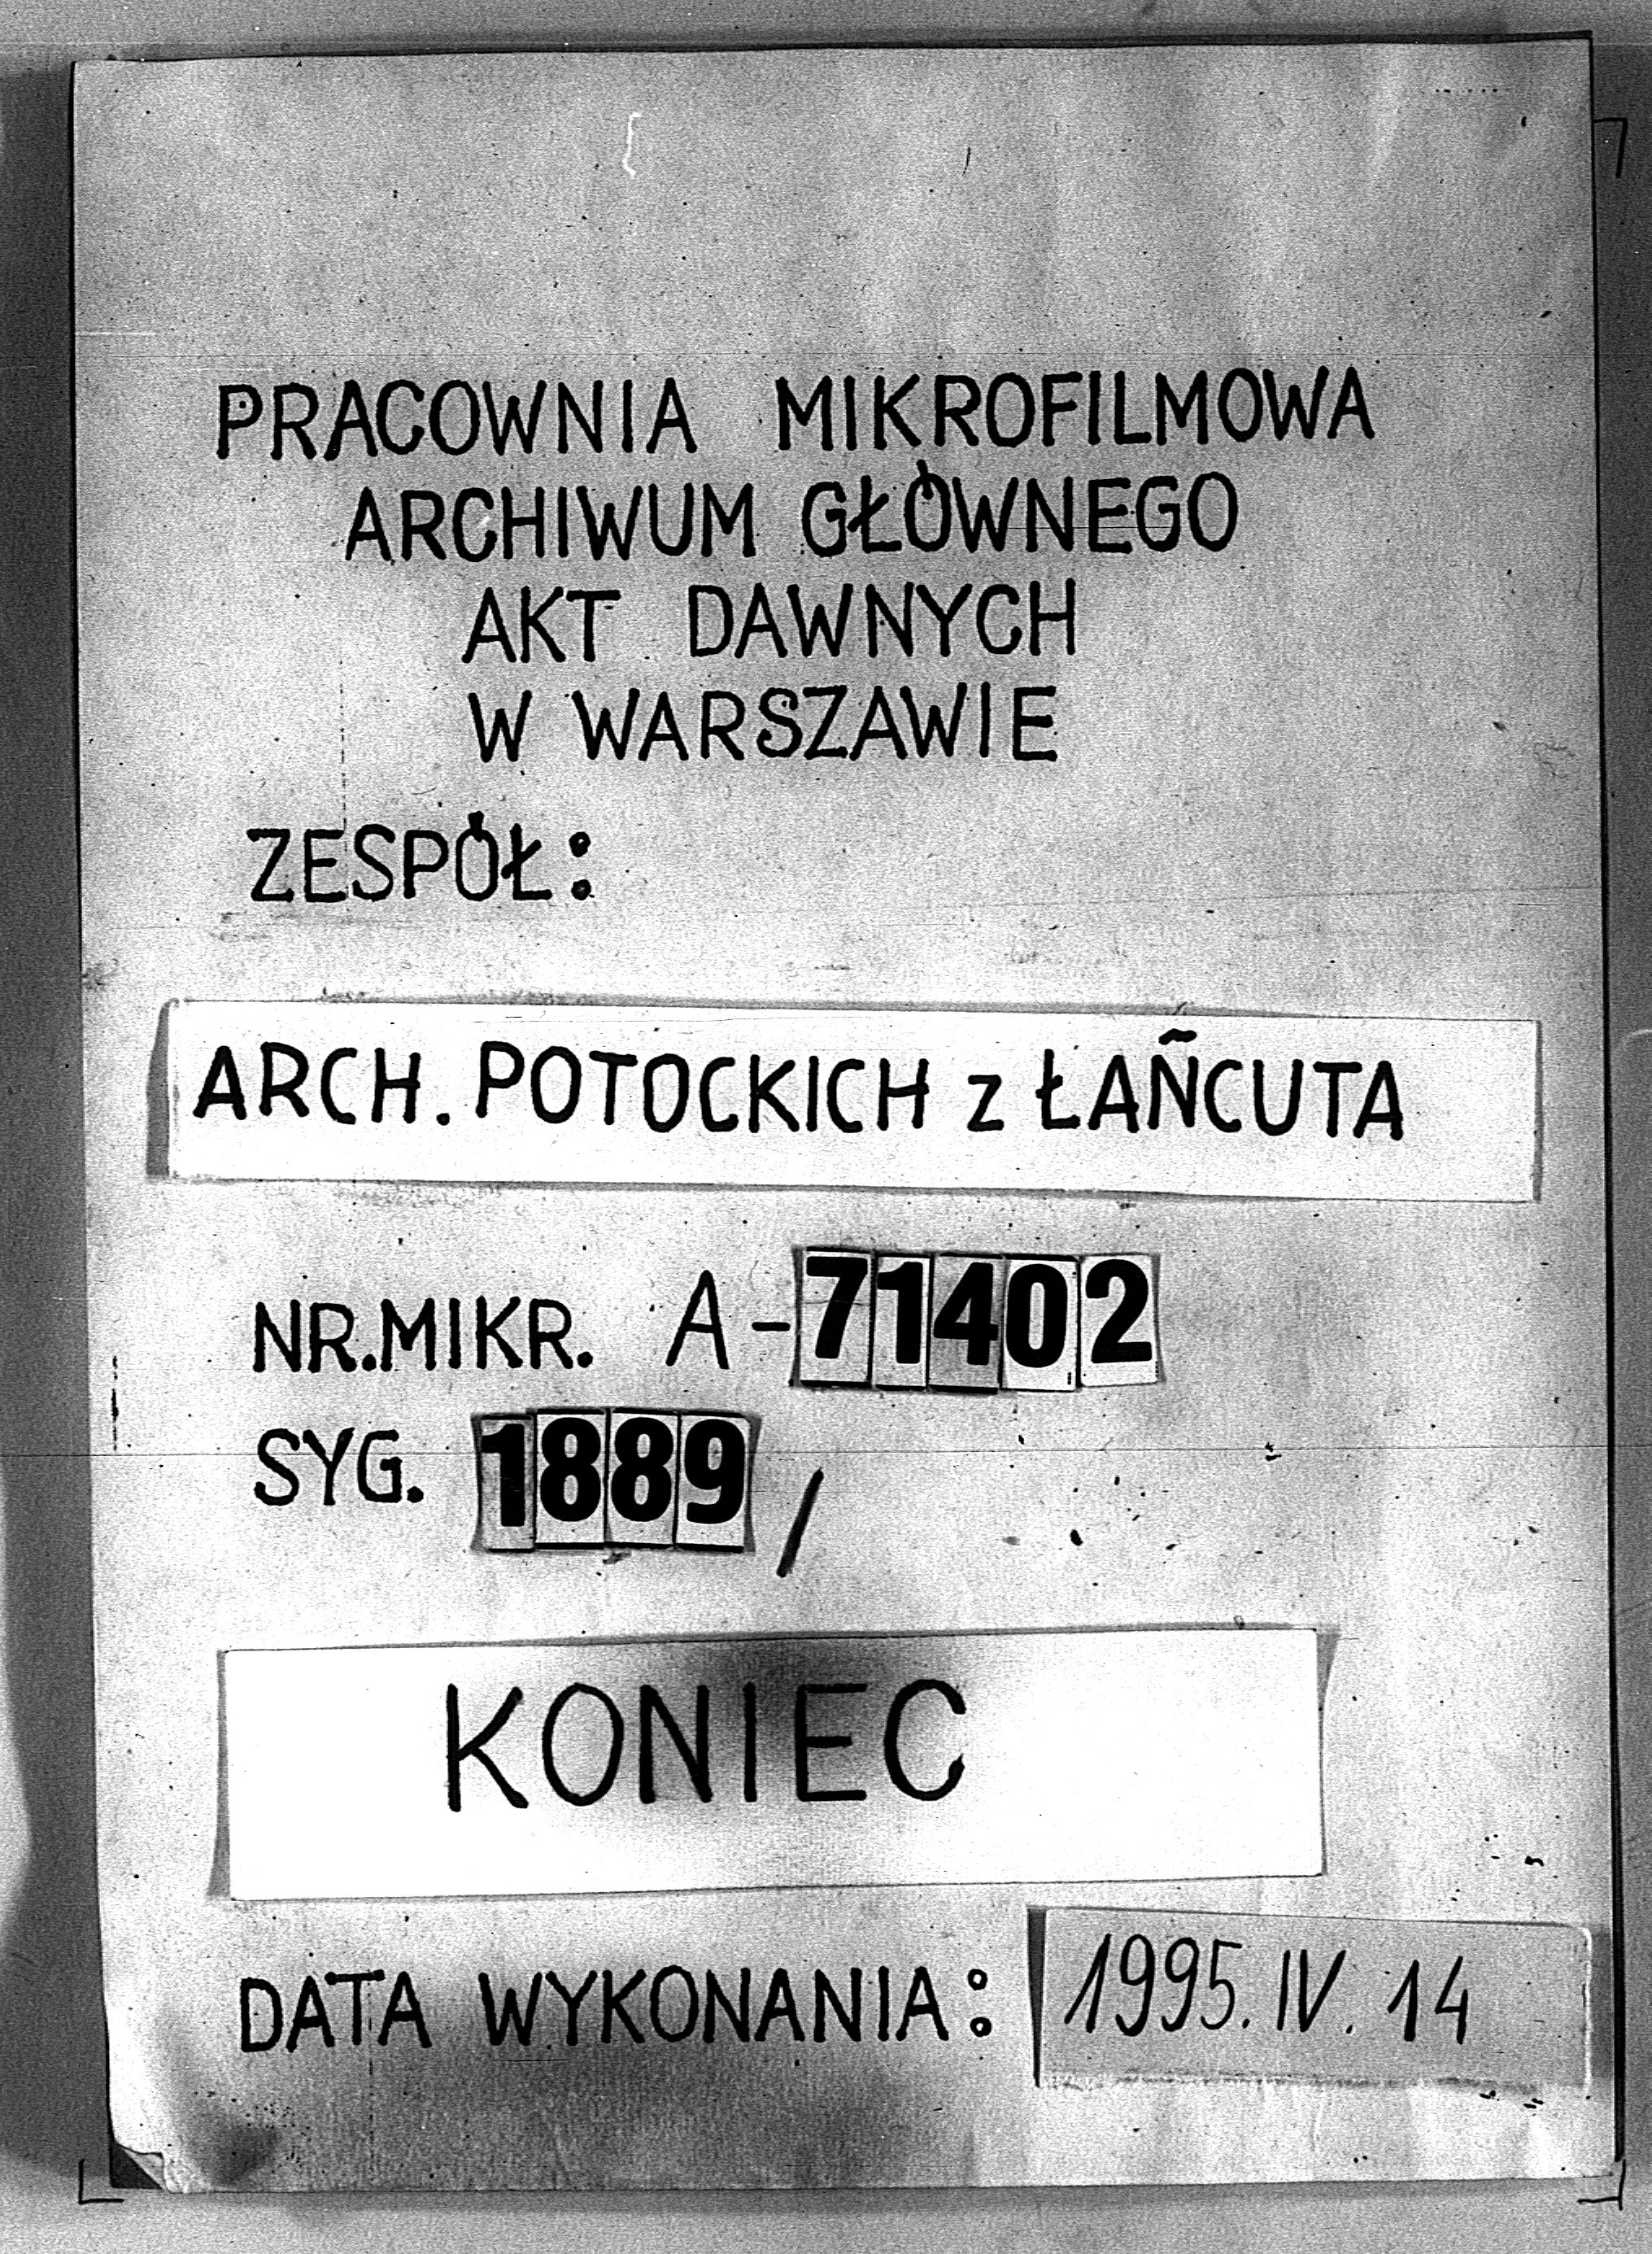 PRACOWNIA MIKROFILMOWA
ARCHIWUM GŁÓWNEGO
AKT DAWNYCH
W WARSZAWIE
ZESPÓŁ:
ARCH. POTOCKICH z ŁAŃCUTA
NR.MIKR. A-71402
SYG. 1889/
KONIEC
DATA WYKONANIA: 1995.IV.14